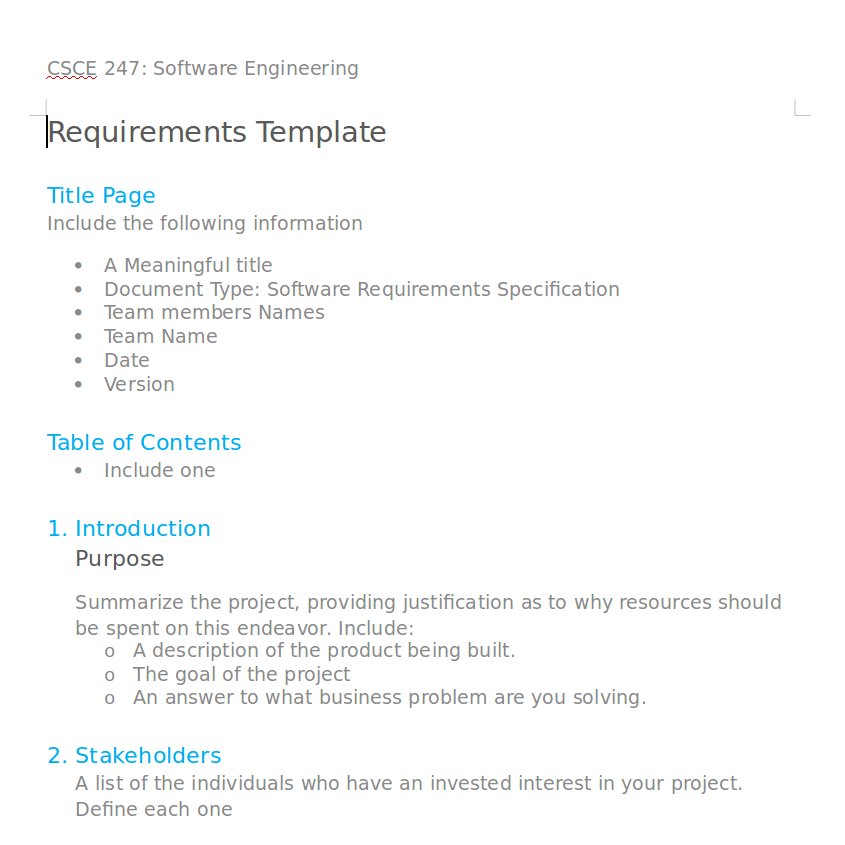 CSCE 247: Software Engineering
Requirements Template
Title Page
Include the following information
• A Meaningful title
• Document Type: Software Requirements Specification
• Team members Names
• Team Name
• Date
• Version
Table of Contents
• Include one
1. Introduction
Purpose
Summarize the project, providing justification as to why resources should
be spent on this endeavor. Include:
o A description of the product being built.
o The goal of the project
o An answer to what business problem are you solving.
2. Stakeholders
A list of the individuals who have an invested interest in your project.
Define each one